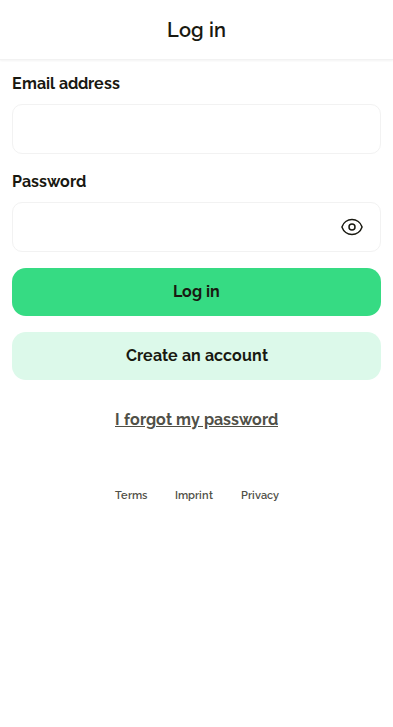 Log in
Email address
Password
Log in
Create an account
I forgot my password
Terms Imprint Privacy